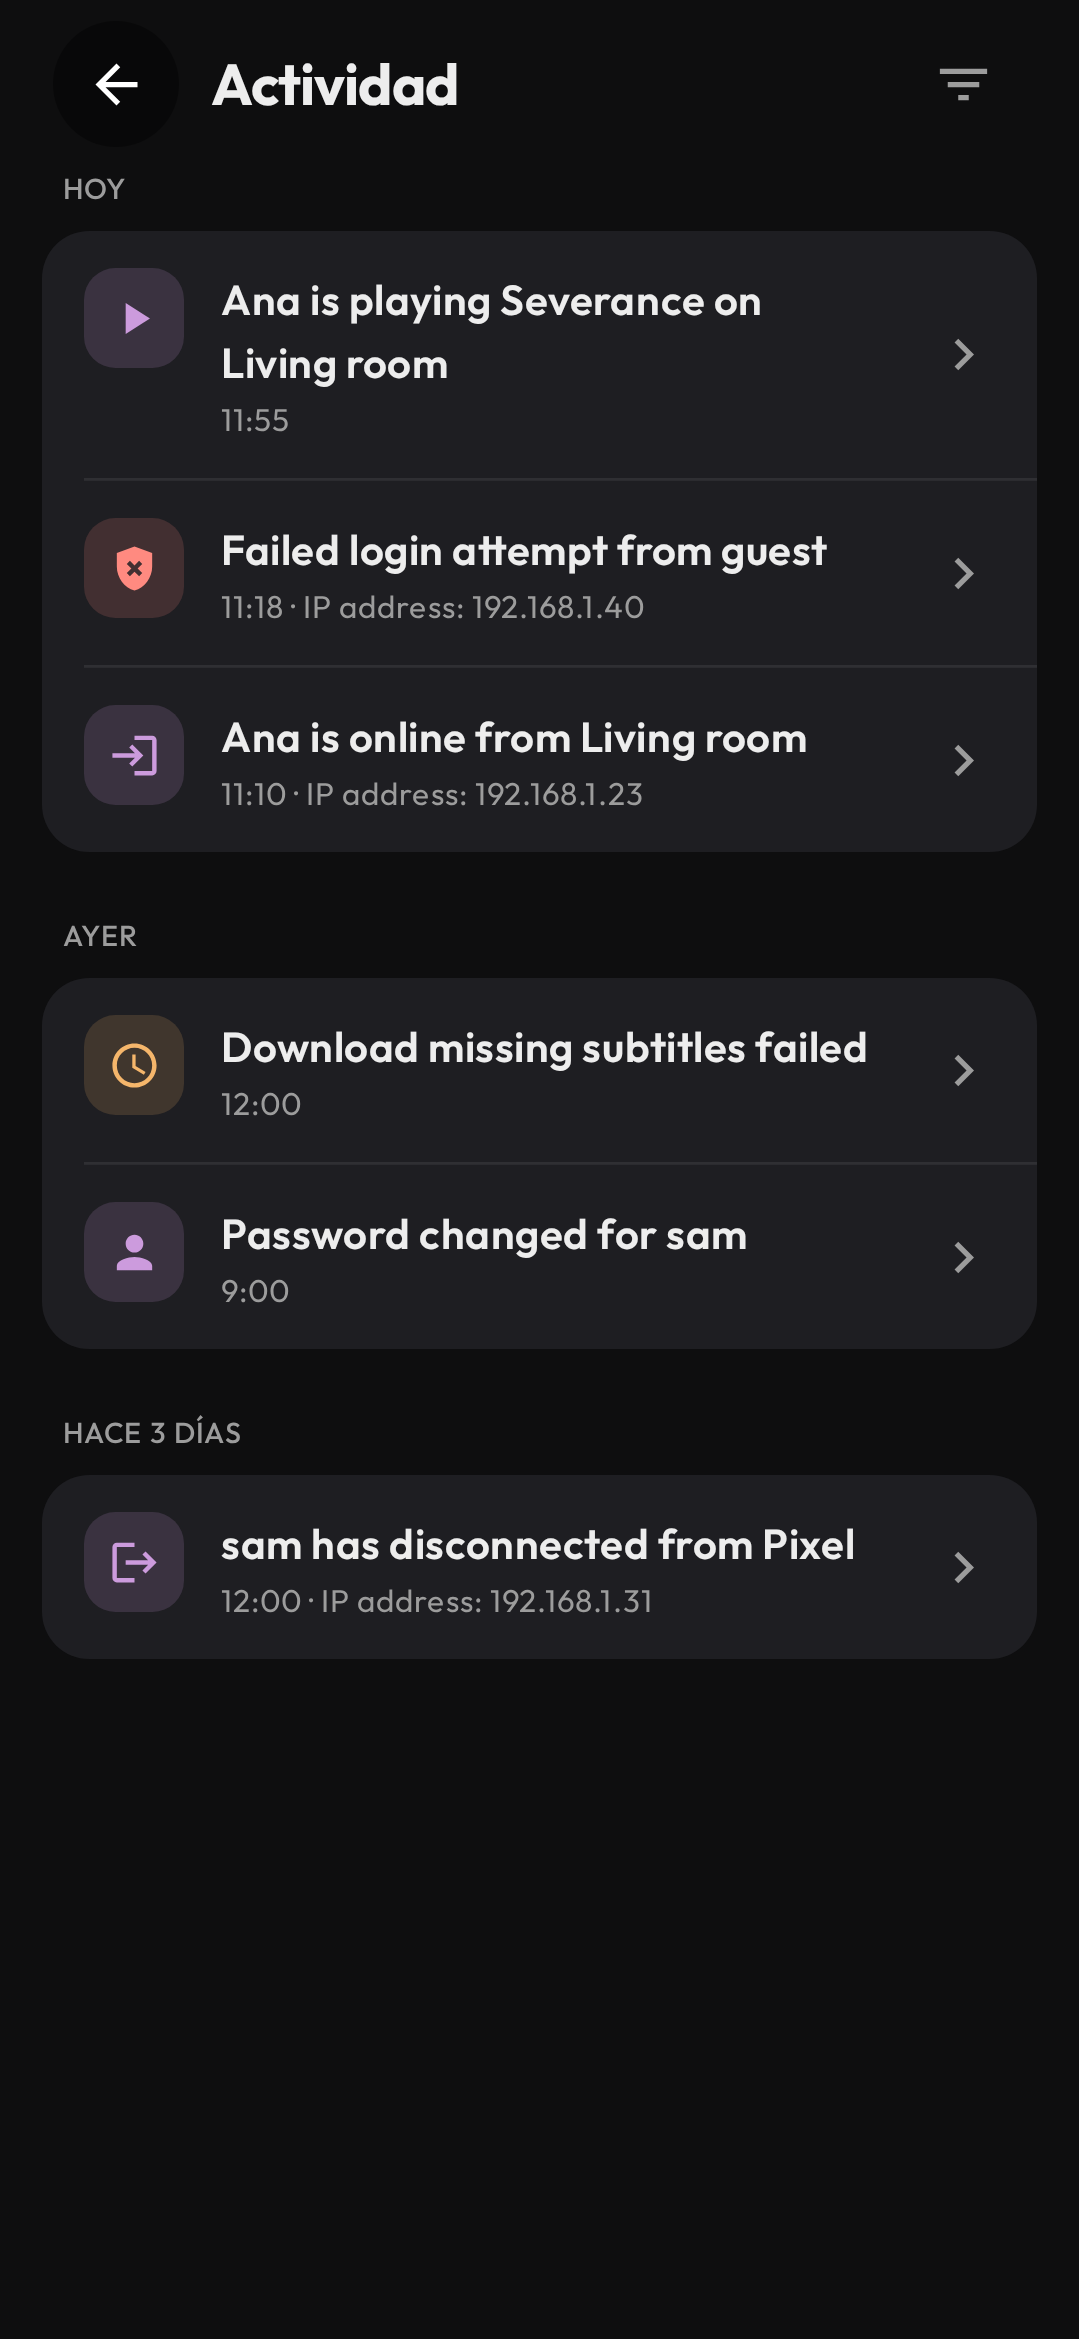 Actividad
HOY
Ana is playing Severance on
Living room
11:55
Failed login attempt from guest
11:18 · IP address: 192.168.1.40
Ana is online from Living room
11:10 · IP address: 192.168.1.23
AYER
Download missing subtitles failed
12:00
Password changed for sam
9:00
HACE 3 DÍAS
sam has disconnected from Pixel
12:00 · IP address: 192.168.1.31